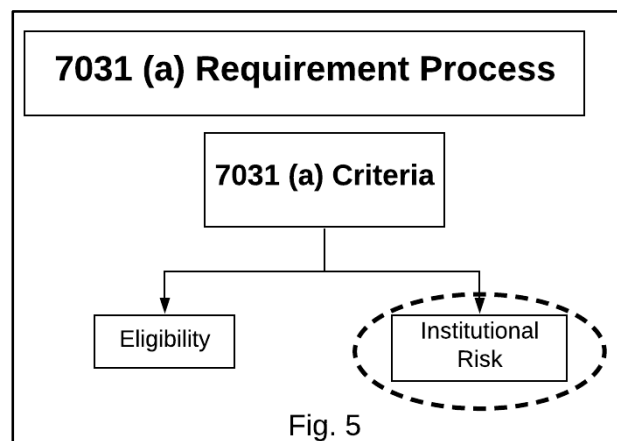 7031 (a) Requirement Process
7031 (a) Criteria
Eligibility
Institutional
Risk
Fig. 5